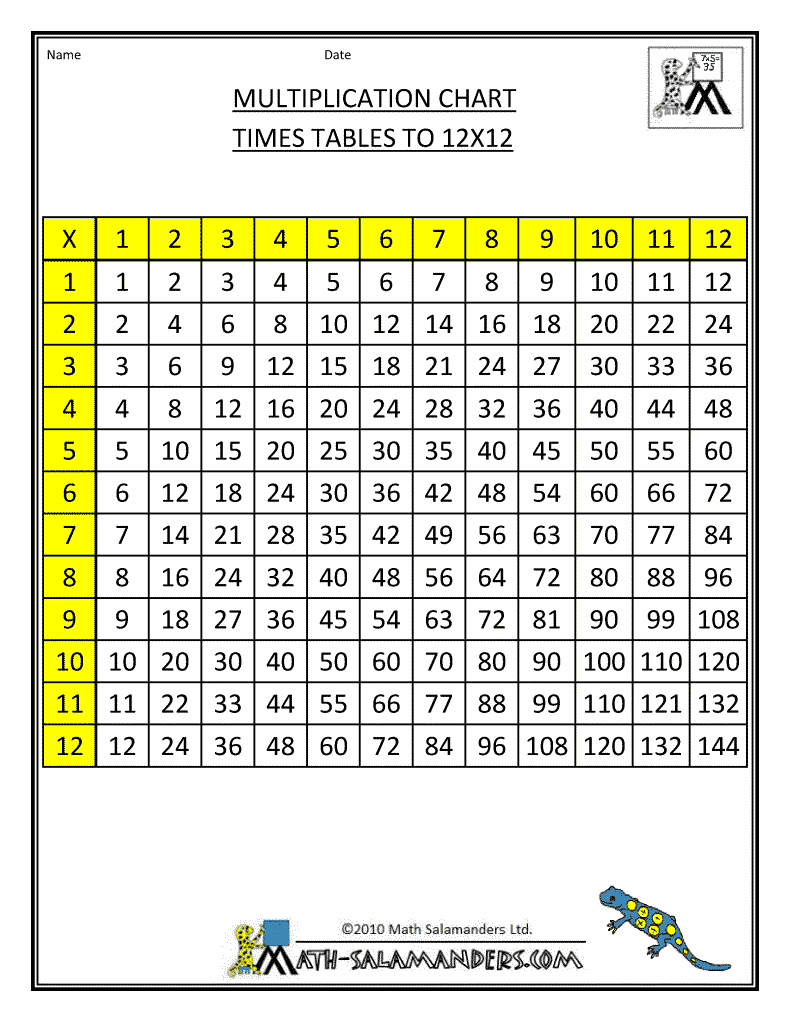 Name Date
7x5=
35
MULTIPLICATION CHART
TIMES TABLES TO 12X12
X 1 2 3 4 5 6 7 8 9 10 11 12
1 1 2 3 4 5 6 7 8 9 10 11 12
2 2 4 6 8 10 12 14 16 18 20 22 24
3 3 6 9 12 15 18 21 24 27 30 33 36
4 4 8 12 16 20 24 28 32 36 40 44 48
5 5 10 15 20 25 30 35 40 45 50 55 60
6 6 12 18 24 30 36 42 48 54 60 66 72
7 7 14 21 28 35 42 49 56 63 70 77 84
8 8 16 24 32 40 48 56 64 72 80 88 96
9 9 18 27 36 45 54 63 72 81 90 99 108
10 10 20 30 40 50 60 70 80 90 100 110 120
11 11 22 33 44 55 66 77 88 99 110 121 132
12 12 24 36 48 60 72 84 96 108 120 132 144
©2010 Math Salamanders Ltd.
MATH-SALAMANDERS.COM